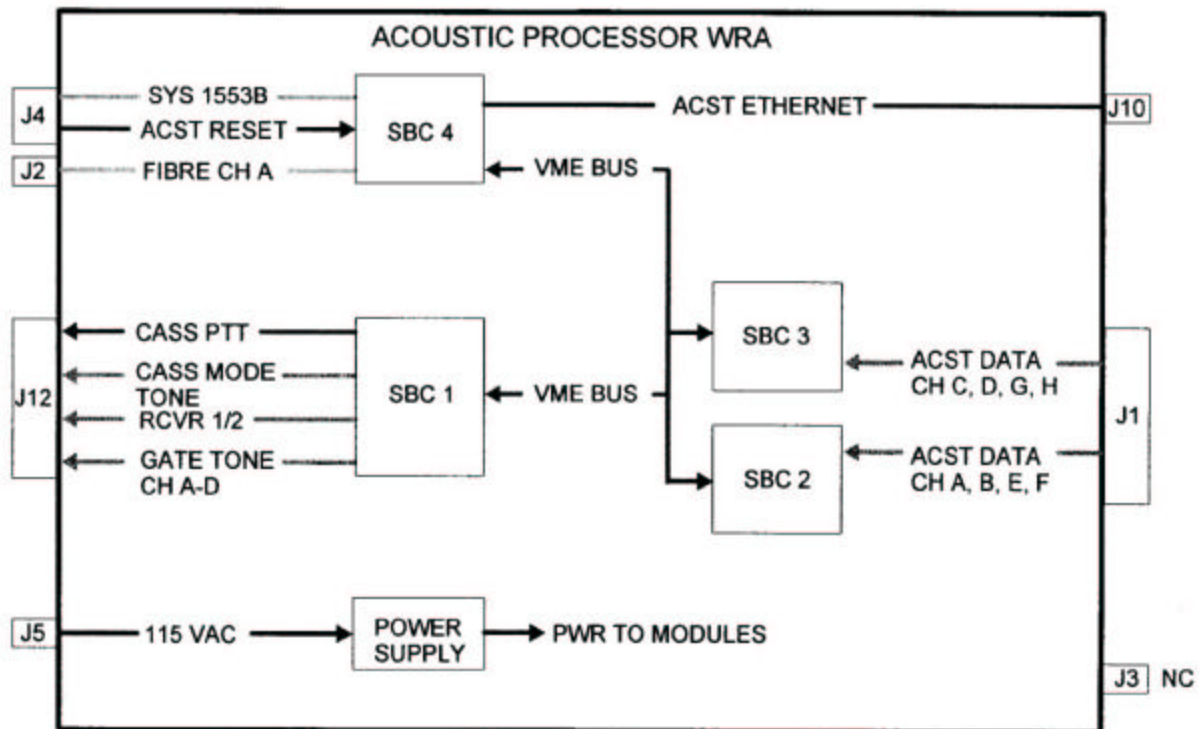 ACOUSTIC PROCESSOR WRA
J4
SYS 1553B
ACST RESET
SBC 4
ACST ETHERNET
J10
J2
FIBRE CH A
VME BUS
J12
CASS PTT
CASS MODE
TONE
RCVR 1/2
GATE TONE
CH A-D
SBC 1
VME BUS
SBC 3
ACST DATA
CH C, D, G, H
J1
SBC 2
ACST DATA
CH A, B, E, F
J5
115 VAC
POWER
SUPPLY
PWR TO MODULES
J3 NC